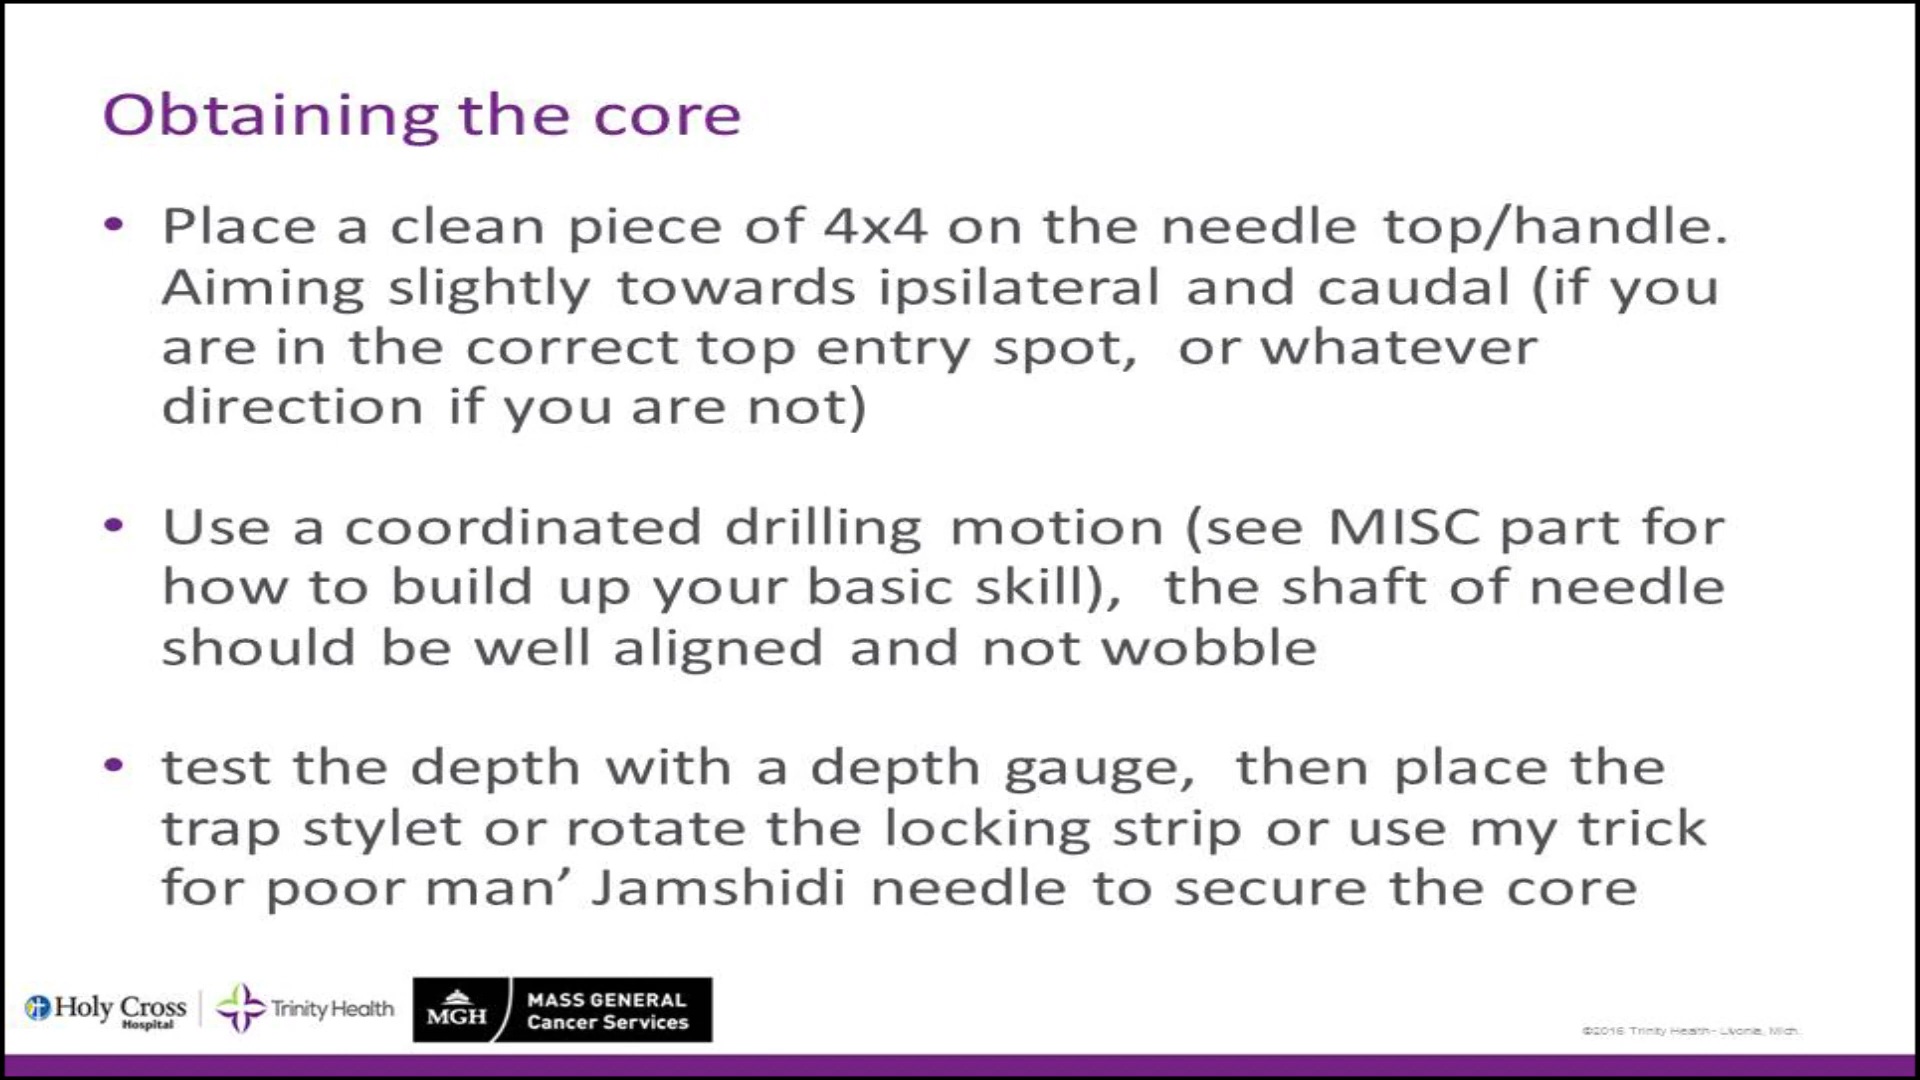 Obtaining the core
• Place a clean piece of 4x4 on the needle top/handle.
Aiming slightly towards ipsilateral and caudal (if you
are in the correct top entry spot, or whatever
direction if you are not)
• Use a coordinated drilling motion (see MISC part for
how to build up your basic skill), the shaft of needle
should be well aligned and not wobble
• test the depth with a depth gauge, then place the
trap stylet or rotate the locking strip or use my trick
for poor man’ Jamshidi needle to secure the core
Holy Cross
Hospital
Trinity Health
MGH
MASS GENERAL
Cancer Services
©2016 Trinity Health - Livonia, Mich.